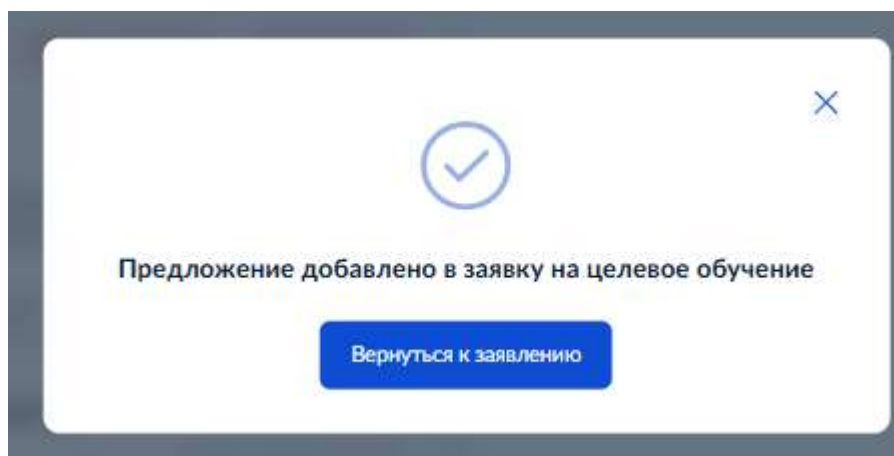 Предложение добавлено в заявку на целевое обучение
Вернуться к заявлению